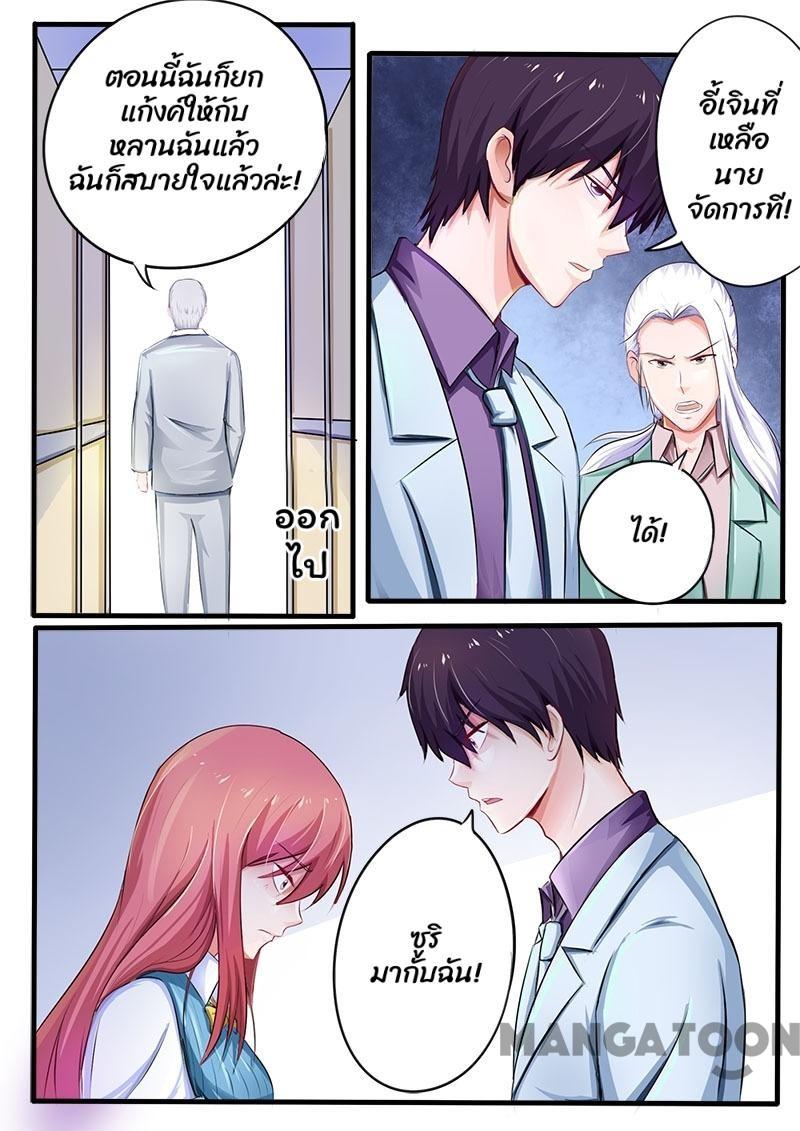 ตอนนี้ฉันก็ยก
แก้งค์ให้กับ
หลานฉันแล้ว
ฉันก็สบายใจแล้วล่ะ!
ออก
ไป
อี้เจินที่
เหลือ
นาย
จัดการที!
ได้!
ซูริ
มากับฉัน!
MANGATOON